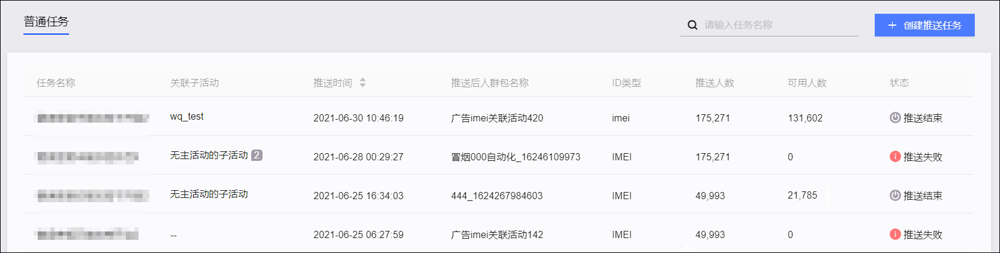 普通任务
请输入任务名称
创建推送任务
任务名称 关联子活动 推送时间 推送后人群包名称 ID类型 推送人数 可用人数 状态
wq_test 2021-06-30 10:46:19 广告imei关联活动420 imei 175,271 131,602 推送结束
无主活动的子活动 2 2021-06-28 00:29:27 冒烟000自动化_16246109973 IMEI 175,271 0 推送失败
无主活动的子活动 2021-06-25 16:34:03 444_1624267984603 IMEI 49,993 21,785 推送结束
-- 2021-06-25 06:27:59 广告imei关联活动142 IMEI 49,993 0 推送失败